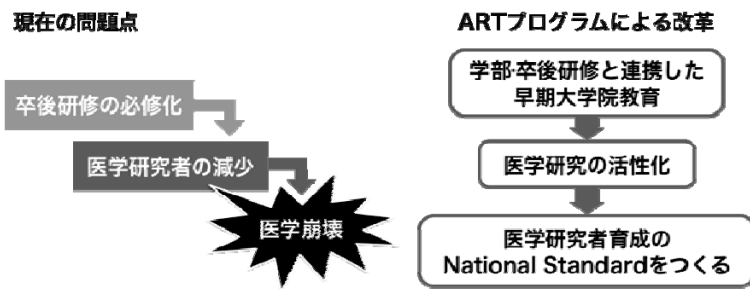 現在の問題点
卒後研修の必修化
医学研究者の減少
医学崩壊
ARTプログラムによる改革
学部·卒後研修と連携した
早期大学院教育
医学研究の活性化
医学研究者育成の
National Standardをつくる